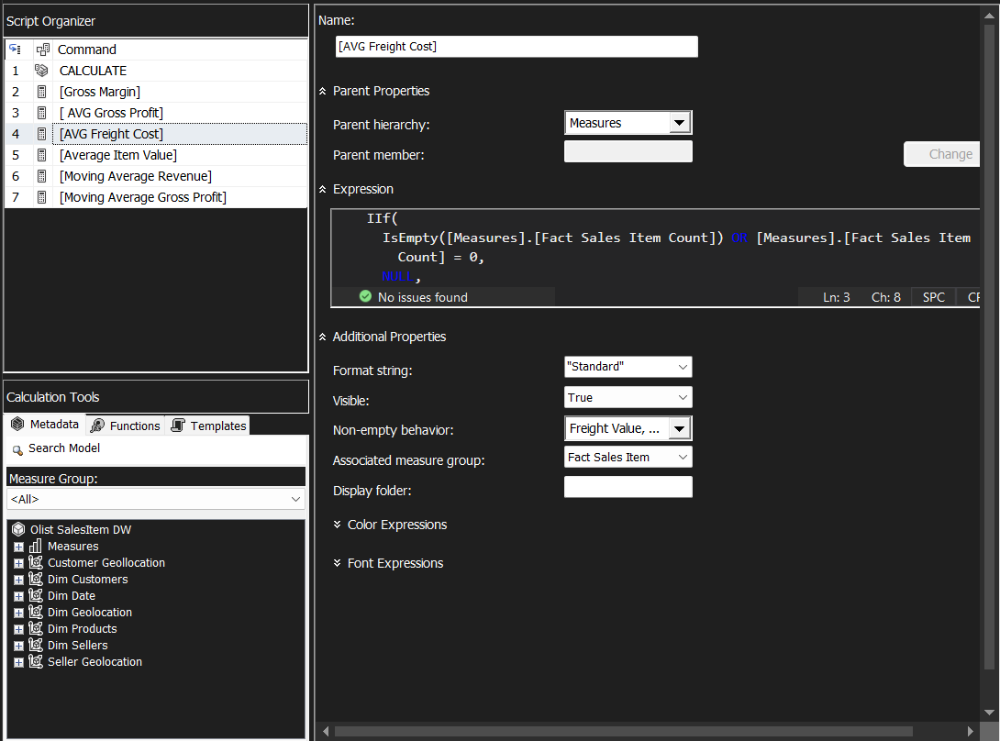 Script Organizer
Command
1 CALCULATE
2 [Gross Margin]
3 [ AVG Gross Profit]
4 [AVG Freight Cost]
5 [Average Item Value]
6 [Moving Average Revenue]
7 [Moving Average Gross Profit]
Calculation Tools
Metadata Functions Templates
Search Model
Measure Group:
<All>
Olist SalesItem DW
Measures
Customer Geollocation
Dim Customers
Dim Date
Dim Geolocation
Dim Products
Dim Sellers
Seller Geolocation
Name:
[AVG Freight Cost]
Parent Properties
Parent hierarchy: Measures
Parent member: Change
Expression
IIf(
IsEmpty([Measures].[Fact Sales Item Count]) OR [Measures].[Fact Sales Item
Count] = 0,
NULL,
No issues found Ln: 3 Ch: 8 SPC
Additional Properties
Format string: "Standard"
Visible: True
Non-empty behavior: Freight Value, ...
Associated measure group: Fact Sales Item
Display folder:
Color Expressions
Font Expressions